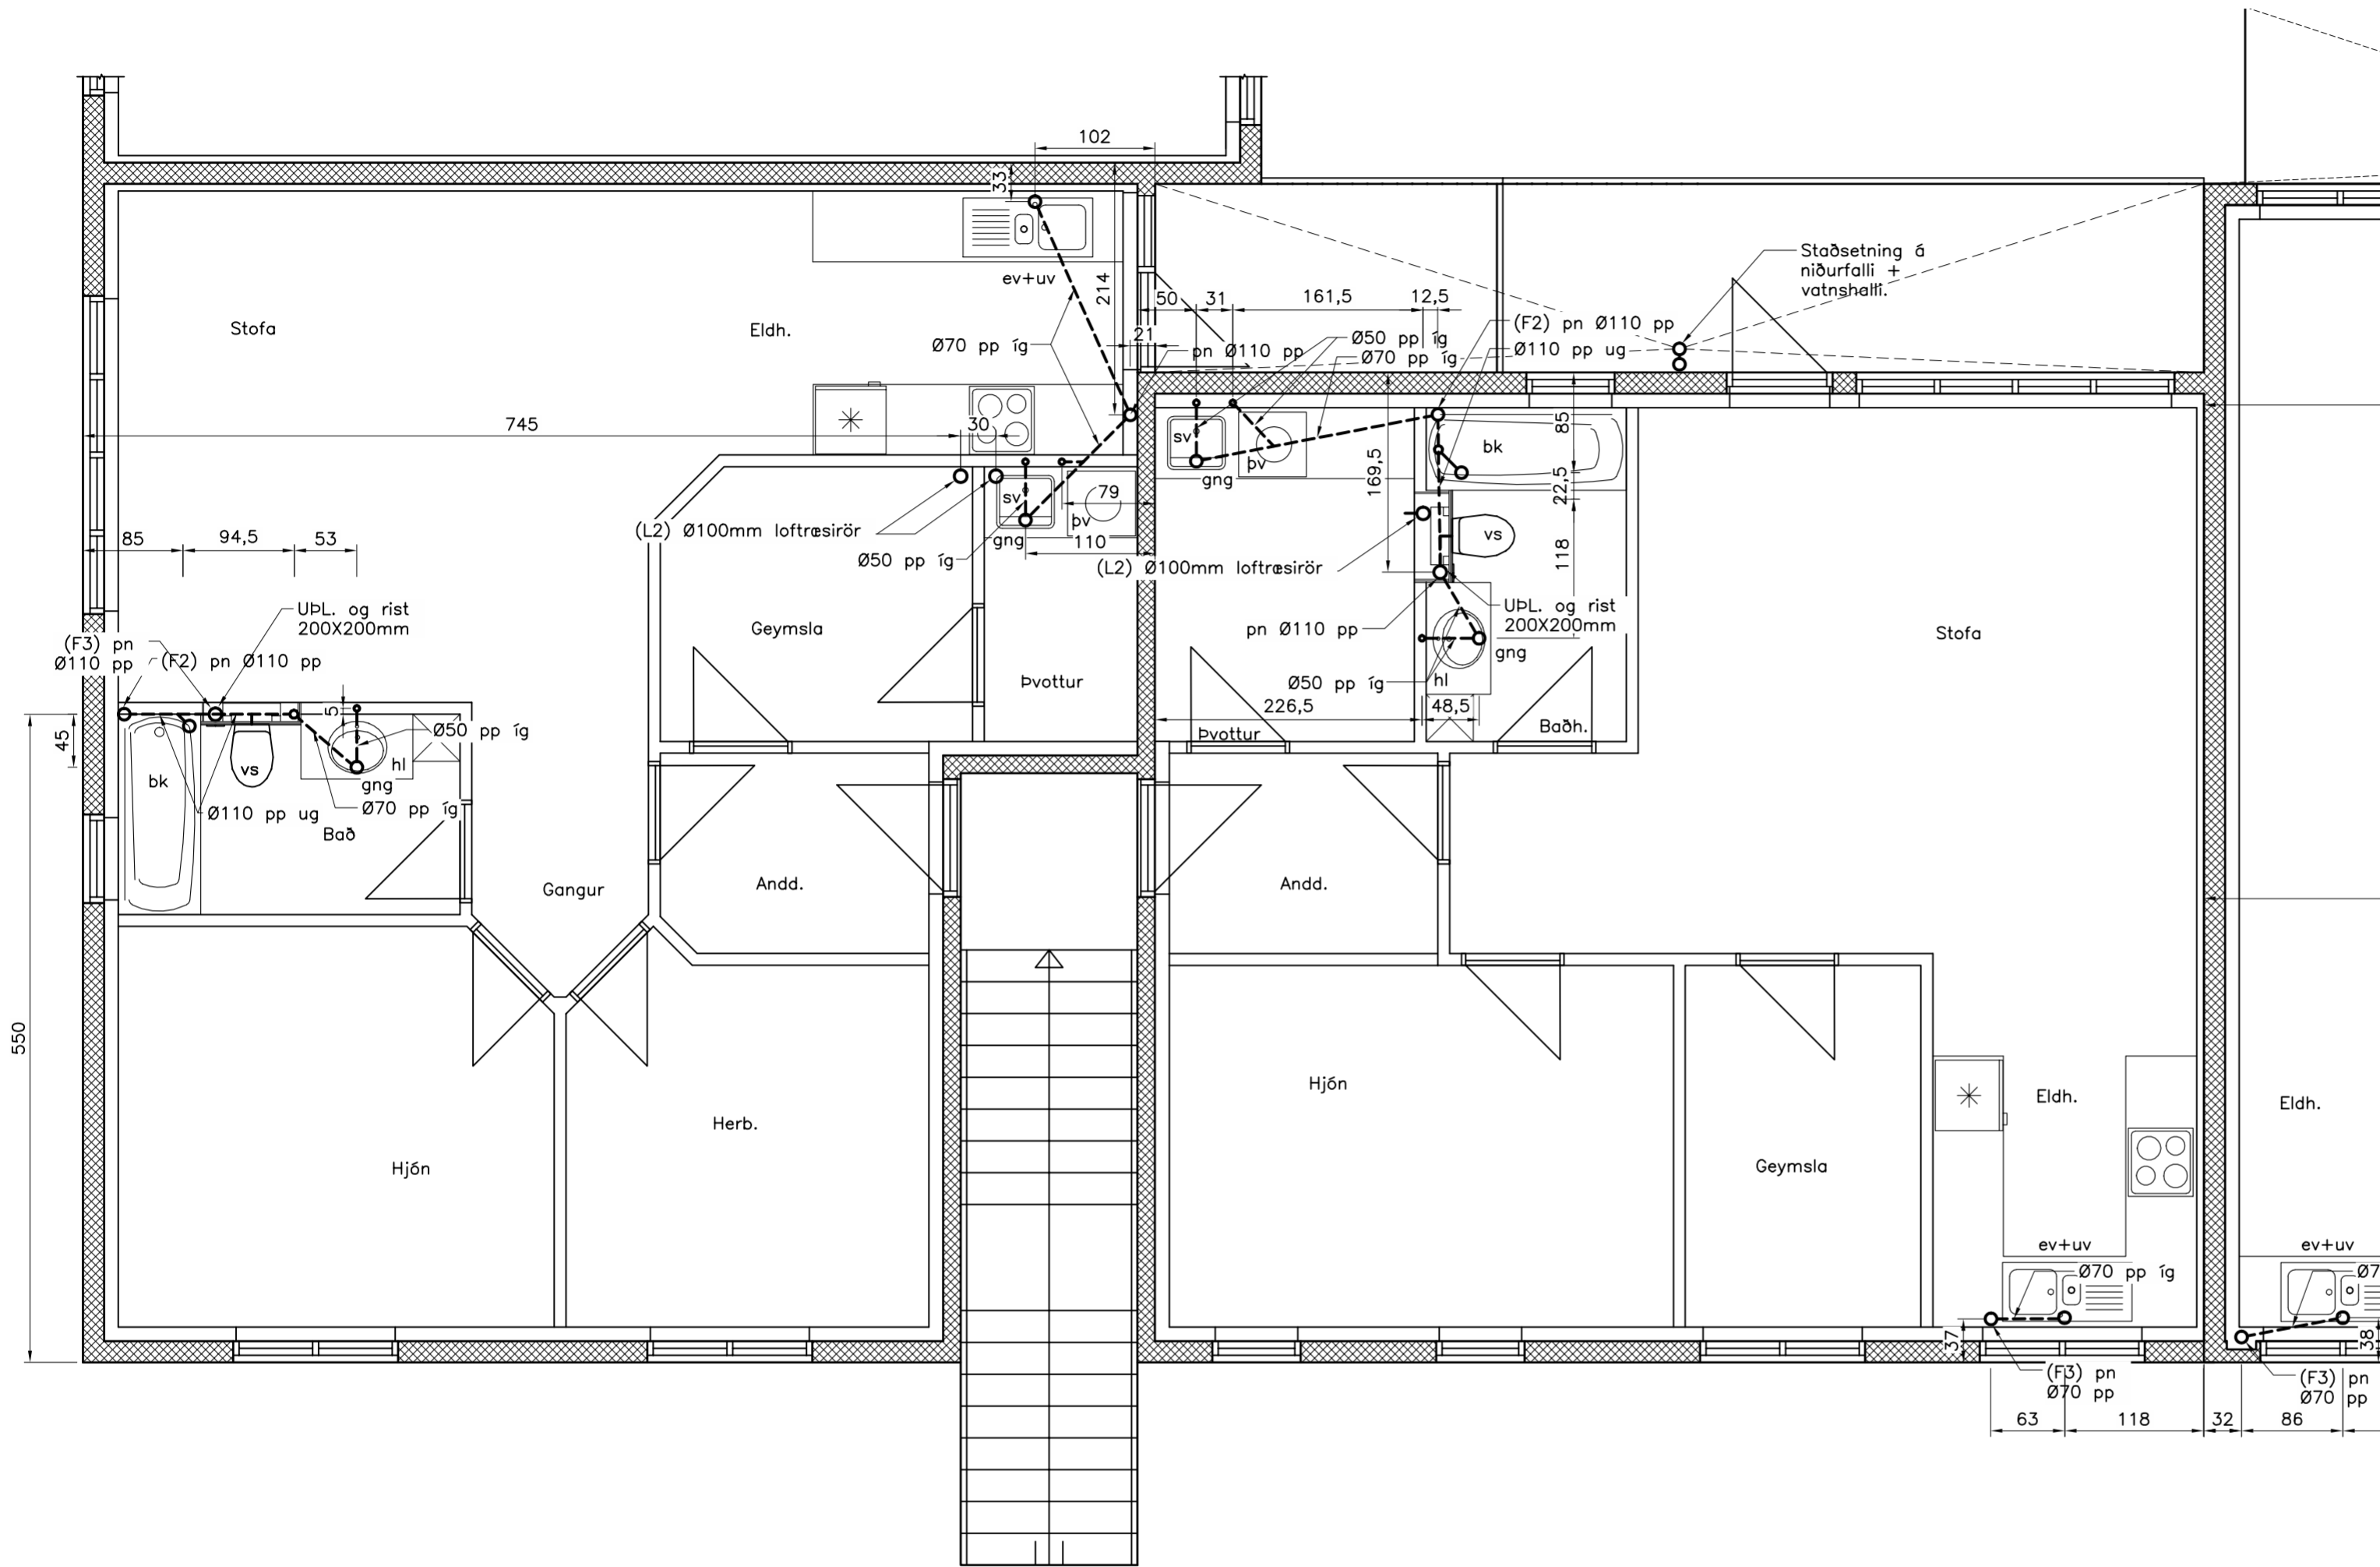 102
33
214
Stofa
Eldh.
ev+uv
Ø70 pp íg
21
50
31
161,5
12,5
pn Ø110 pp
Ø50 pp íg
Ø70 pp íg
(F2) pn Ø110 pp
Ø110 pp ug
Staðsetning á
niðurfalli +
vatnshalli.
745
30
sv
þv
gng
79
110
(L2) Ø100mm loftræsirör
Ø50 pp íg
sv
þv
gng
169,5
bk
85
22,5
118
vs
(L2) Ø100mm loftræsirör
UÞL. og rist
200X200mm
pn Ø110 pp
gng
Ø50 pp íg
hl
226,5
48,5
Þvottur
Baðh.
Stofa
85
94,5
53
UÞL. og rist
200X200mm
(F3) pn
Ø110 pp
(F2) pn Ø110 pp
5
Ø50 pp íg
45
bk
vs
hl
gng
Ø110 pp ug
Ø70 pp íg
Bað
Geymsla
Þvottur
Gangur
Andd.
Andd.
550
Hjón
Herb.
Hjón
Geymsla
Eldh.
Eldh.
ev+uv
Ø70 pp íg
ev+uv
Ø7
37
38
(F3) pn
Ø70 pp
(F3) pn
Ø70 pp
63
118
32
86